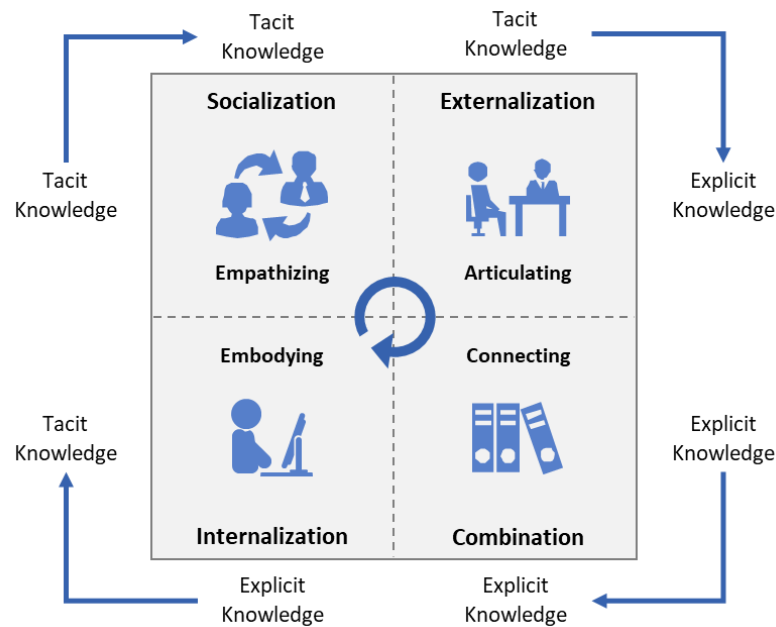 Tacit
Knowledge
Tacit
Knowledge
Socialization
Externalization
Tacit
Knowledge
Explicit
Knowledge
Empathizing
Articulating
Embodying
Connecting
Tacit
Knowledge
Explicit
Knowledge
Internalization
Combination
Explicit
Knowledge
Explicit
Knowledge